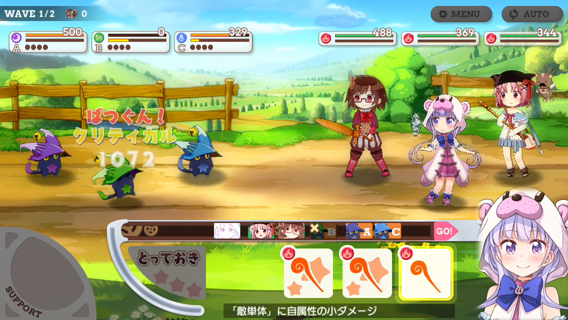 WAVE 1/2 0
MENU
AUTO
500
A
0
B
329
C
488
369
344
ばつぐん!
クリティカル
1072
B
A
C
GO!
とっておき
SUPPORT
「敵単体」に自属性の小ダメージ